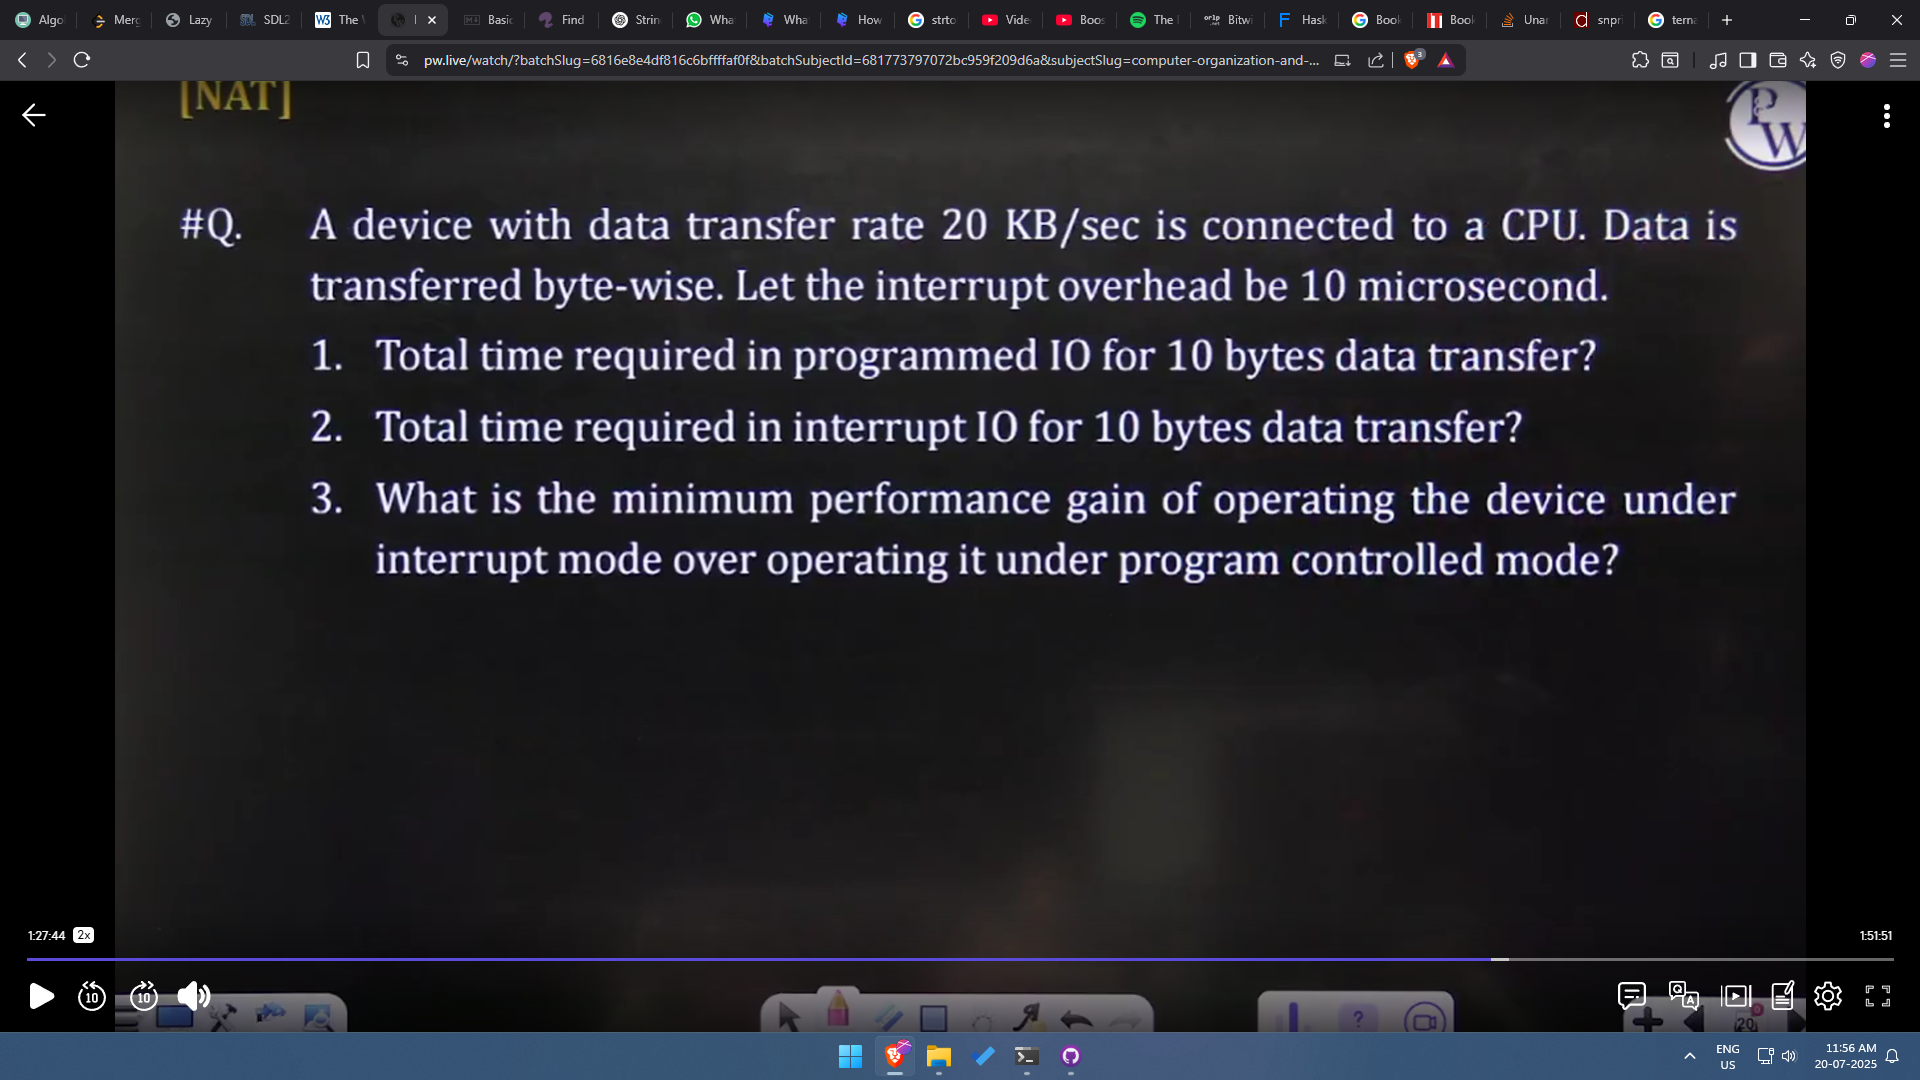 Algo
Merg
Lazy
SDL2
The
Basic
Find
Strin
Wha
Wha
How
strto
Vide
Boos
The
Bitwi
Hask
Book
Book
Unar
snpri
terna
pw.live/watch/?batchSlug=6816e8e4df816c6bffffaf0f&batchSubjectId=681773797072bc959f209d6a&subjectSlug=computer-organization-and-...
3
[NAT]
PW
#Q. A device with data transfer rate 20 KB/sec is connected to a CPU. Data is
transferred byte-wise. Let the interrupt overhead be 10 microsecond.
1. Total time required in programmed IO for 10 bytes data transfer?
2. Total time required in interrupt IO for 10 bytes data transfer?
3. What is the minimum performance gain of operating the device under
interrupt mode over operating it under program controlled mode?
1:27:44 2x
1:51:51
10
10
20
ENG
US
11:56 AM
20-07-2025